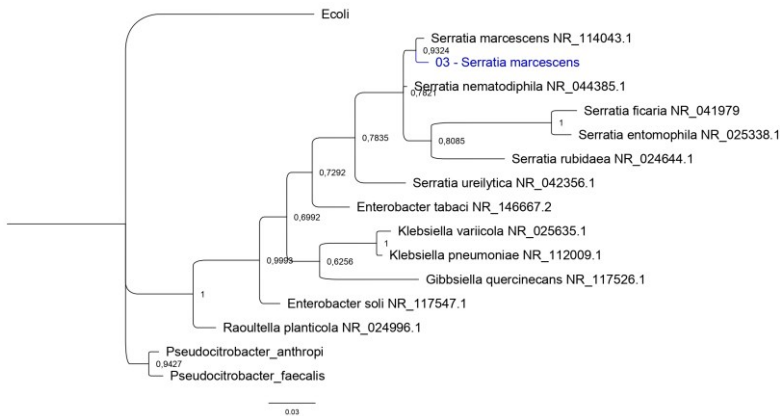 Ecoli
Serratia marcescens NR_114043.1
0,9324
03 - Serratia marcescens
Serratia nematodiphila NR_044385.1
0,7821
Serratia ficaria NR_041979
1
0,7835
Serratia entomophila NR_025338.1
0,8085
Serratia rubidaea NR_024644.1
0,7292
Serratia ureilytica NR_042356.1
Enterobacter tabaci NR_146667.2
0,6992
Klebsiella variicola NR_025635.1
1
Klebsiella pneumoniae NR_112009.1
0,9993
0,6256
Gibbsiella quercinecans NR_117526.1
1
Enterobacter soli NR_117547.1
Raoultella planticola NR_024996.1
Pseudocitrobacter_anthropi
0,9427
Pseudocitrobacter_faecalis
0.03